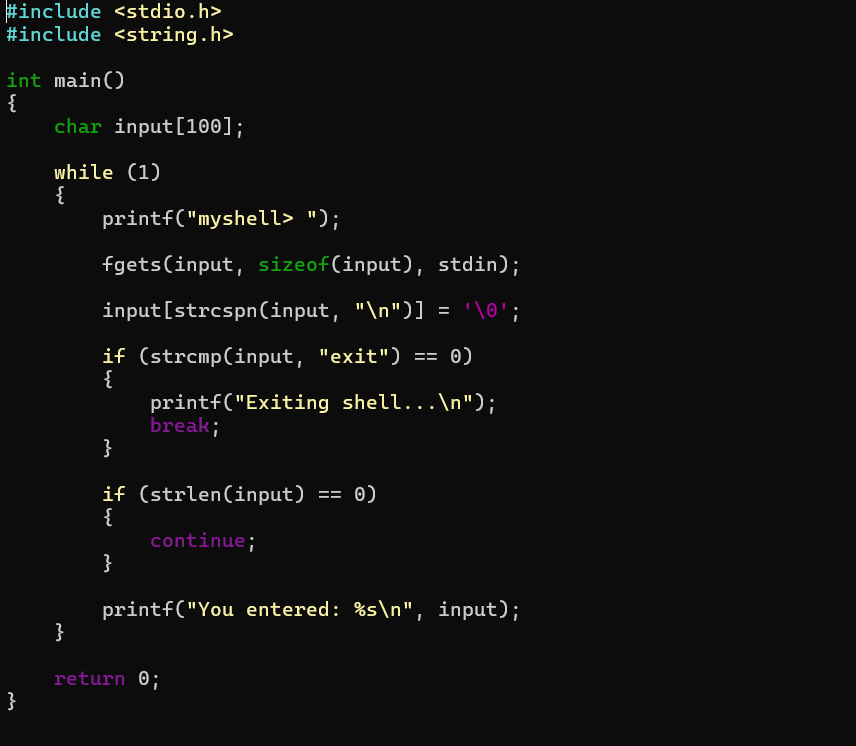 #include <stdio.h>
#include <string.h>

int main()
{
    char input[100];

    while (1)
    {
        printf("myshell> ");

        fgets(input, sizeof(input), stdin);

        input[strcspn(input, "\n")] = '\0';

        if (strcmp(input, "exit") == 0)
        {
            printf("Exiting shell...\n");
            break;
        }

        if (strlen(input) == 0)
        {
            continue;
        }

        printf("You entered: %s\n", input);
    }

    return 0;
}